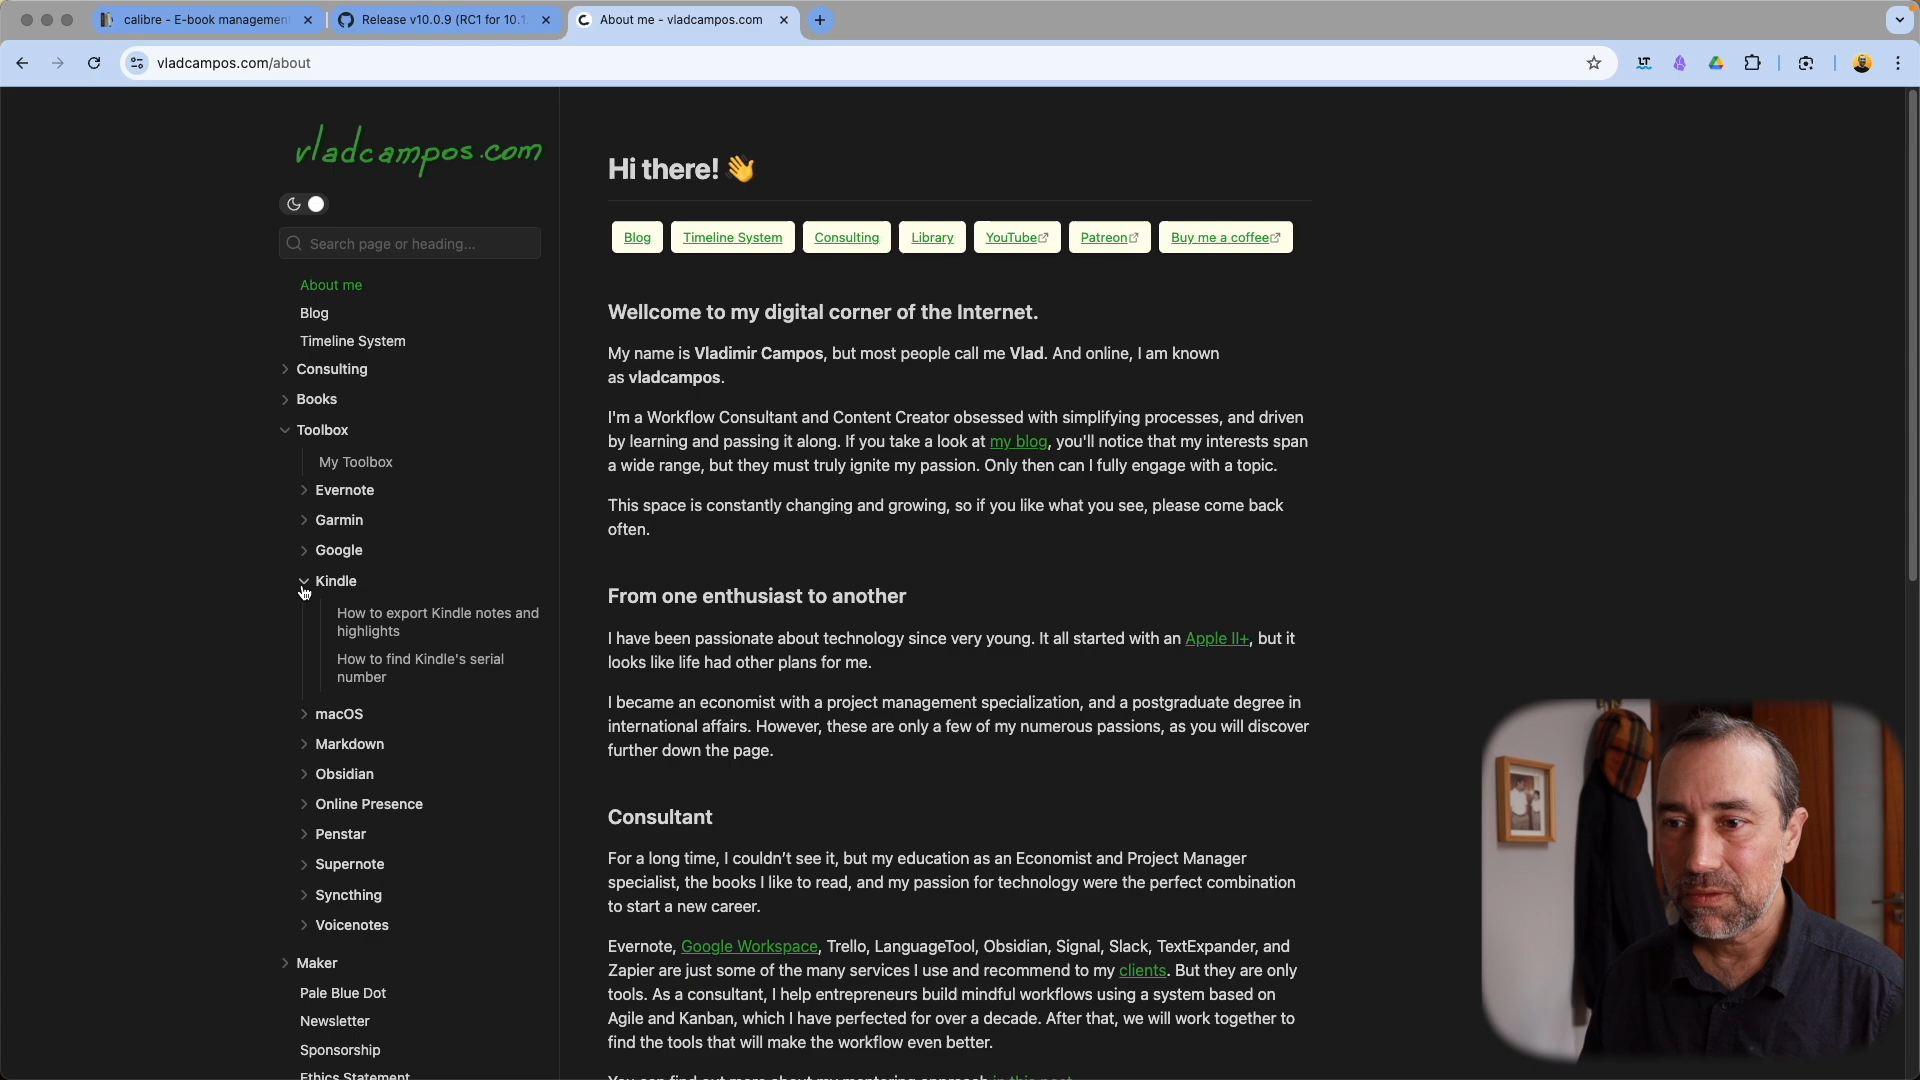 calibre - E-book management
Release v10.0.9 (RC1 for 10.1
About me - vladcampos.com
vladcampos.com/about
LT
vladcampos.com
Search page or heading...
About me
Blog
Timeline System
Consulting
Books
Toolbox
My Toolbox
Evernote
Garmin
Google
Kindle
How to export Kindle notes and
highlights
How to find Kindle's serial
number
macOS
Markdown
Obsidian
Online Presence
Penstar
Supernote
Syncthing
Voicenotes
Maker
Pale Blue Dot
Newsletter
Sponsorship
Ethics Statement
Hi there! 👋
Blog
Timeline System
Consulting
Library
YouTube
Patreon
Buy me a coffee
Wellcome to my digital corner of the Internet.
My name is Vladimir Campos, but most people call me Vlad. And online, I am known
as vladcampos.
I'm a Workflow Consultant and Content Creator obsessed with simplifying processes, and driven
by learning and passing it along. If you take a look at my blog, you'll notice that my interests span
a wide range, but they must truly ignite my passion. Only then can I fully engage with a topic.
This space is constantly changing and growing, so if you like what you see, please come back
often.
From one enthusiast to another
I have been passionate about technology since very young. It all started with an Apple II+, but it
looks like life had other plans for me.
I became an economist with a project management specialization, and a postgraduate degree in
international affairs. However, these are only a few of my numerous passions, as you will discover
further down the page.
Consultant
For a long time, I couldn’t see it, but my education as an Economist and Project Manager
specialist, the books I like to read, and my passion for technology were the perfect combination
to start a new career.
Evernote, Google Workspace, Trello, LanguageTool, Obsidian, Signal, Slack, TextExpander, and
Zapier are just some of the many services I use and recommend to my clients. But they are only
tools. As a consultant, I help entrepreneurs build mindful workflows using a system based on
Agile and Kanban, which I have perfected for over a decade. After that, we will work together to
find the tools that will make the workflow even better.
You can find out more about my mentoring approach in this post